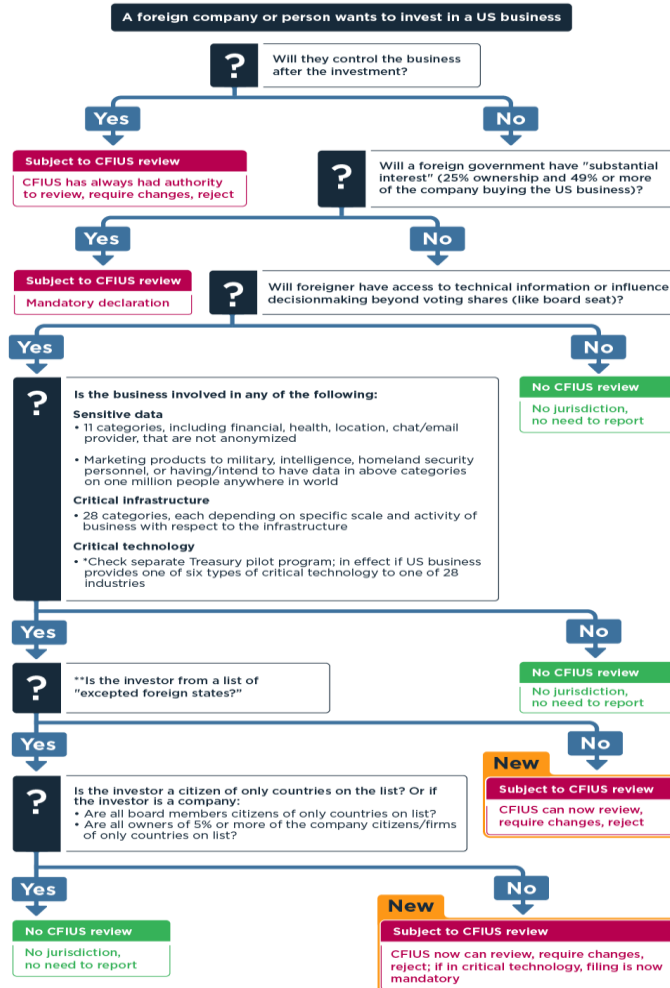 A foreign company or person wants to invest in a US business
?
Will they control the business
after the investment?
Yes
No
Subject to CFIUS review
CFIUS has always had authority
to review, require changes, reject
?
Will a foreign government have "substantial
interest" (25% ownership and 49% or more
of the company buying the US business)?
Yes
No
Subject to CFIUS review
Mandatory declaration
?
Will foreigner have access to technical information or influence
decisionmaking beyond voting shares (like board seat)?
Yes
No
?
Is the business involved in any of the following:
Sensitive data
• 11 categories, including financial, health, location, chat/email
provider, that are not anonymized
• Marketing products to military, intelligence, homeland security
personnel, or having/intend to have data in above categories
on one million people anywhere in world
Critical infrastructure
• 28 categories, each depending on specific scale and activity of
business with respect to the infrastructure
Critical technology
• *Check separate Treasury pilot program; in effect if US business
provides one of six types of critical technology to one of 28
industries
No CFIUS review
No jurisdiction,
no need to report
Yes
No
?
**Is the investor from a list of
"excepted foreign states?"
No CFIUS review
No jurisdiction,
no need to report
Yes
No
?
Is the investor a citizen of only countries on the list? Or if
the investor is a company:
• Are all board members citizens of only countries on list?
• Are all owners of 5% or more of the company citizens/firms
of only countries on list?
New
Subject to CFIUS review
CFIUS can now review,
require changes, reject
Yes
No
No CFIUS review
No jurisdiction,
no need to report
New
Subject to CFIUS review
CFIUS now can review, require changes,
reject; if in critical technology, filing is now
mandatory